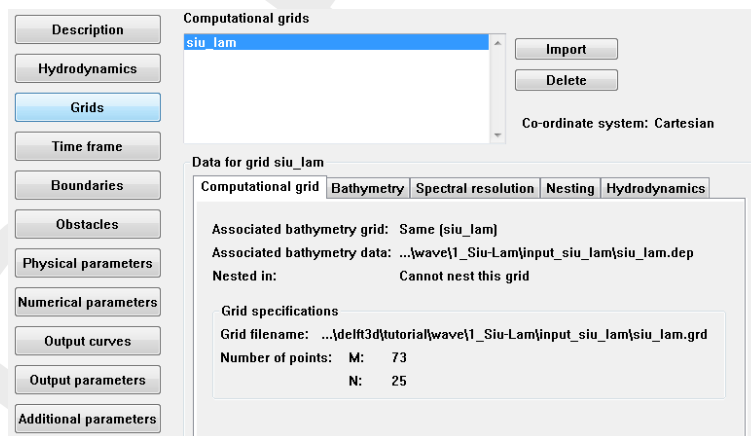 Description
Hydrodynamics
Grids
Time frame
Boundaries
Obstacles
Physical parameters
Numerical parameters
Output curves
Output parameters
Additional parameters
Computational grids
siu_lam
Import
Delete
Co-ordinate system: Cartesian
Data for grid siu_lam
Computational grid Bathymetry Spectral resolution Nesting Hydrodynamics
Associated bathymetry grid: Same (siu_lam)
Associated bathymetry data: ...\wave\1_Siu-Lam\input_siu_lam\siu_lam.dep
Nested in: Cannot nest this grid
Grid specifications
Grid filename: ...\delft3d\tutorial\wave\1_Siu-Lam\input_siu_lam\siu_lam.grd
Number of points: M: 73
N: 25